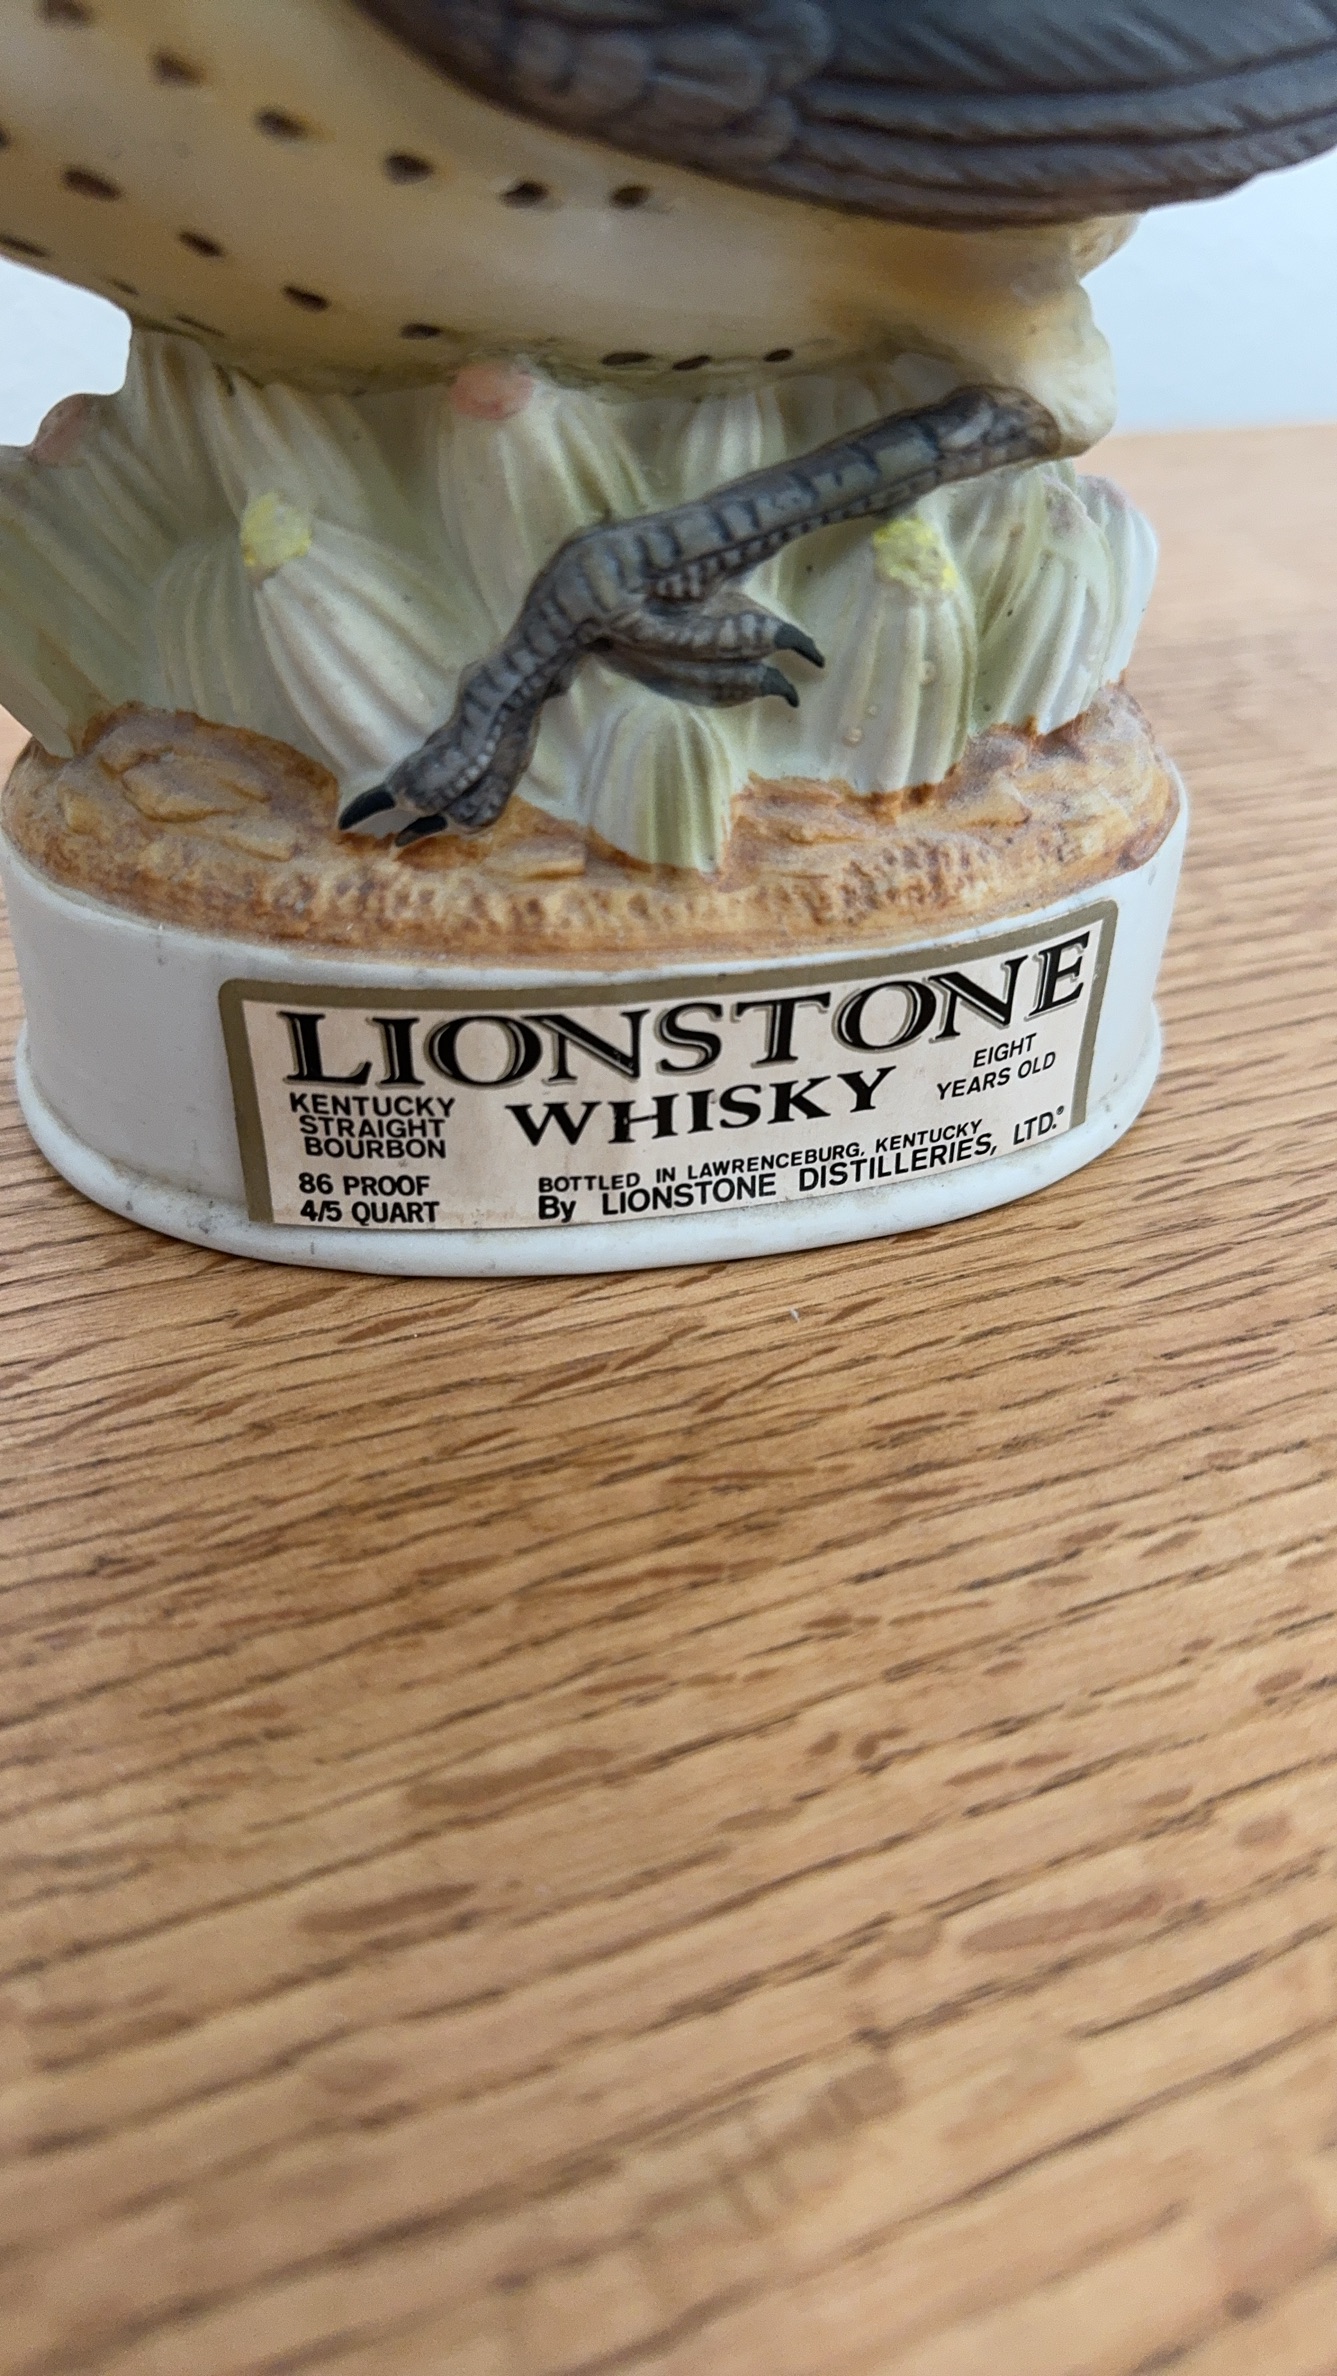 LIONSTONE
KENTUCKY
STRAIGHT
BOURBON
WHISKY
EIGHT
YEARS OLD
86 PROOF
4/5 QUART
BOTTLED IN LAWRENCEBURG, KENTUCKY
By LIONSTONE DISTILLERIES, LTD.®